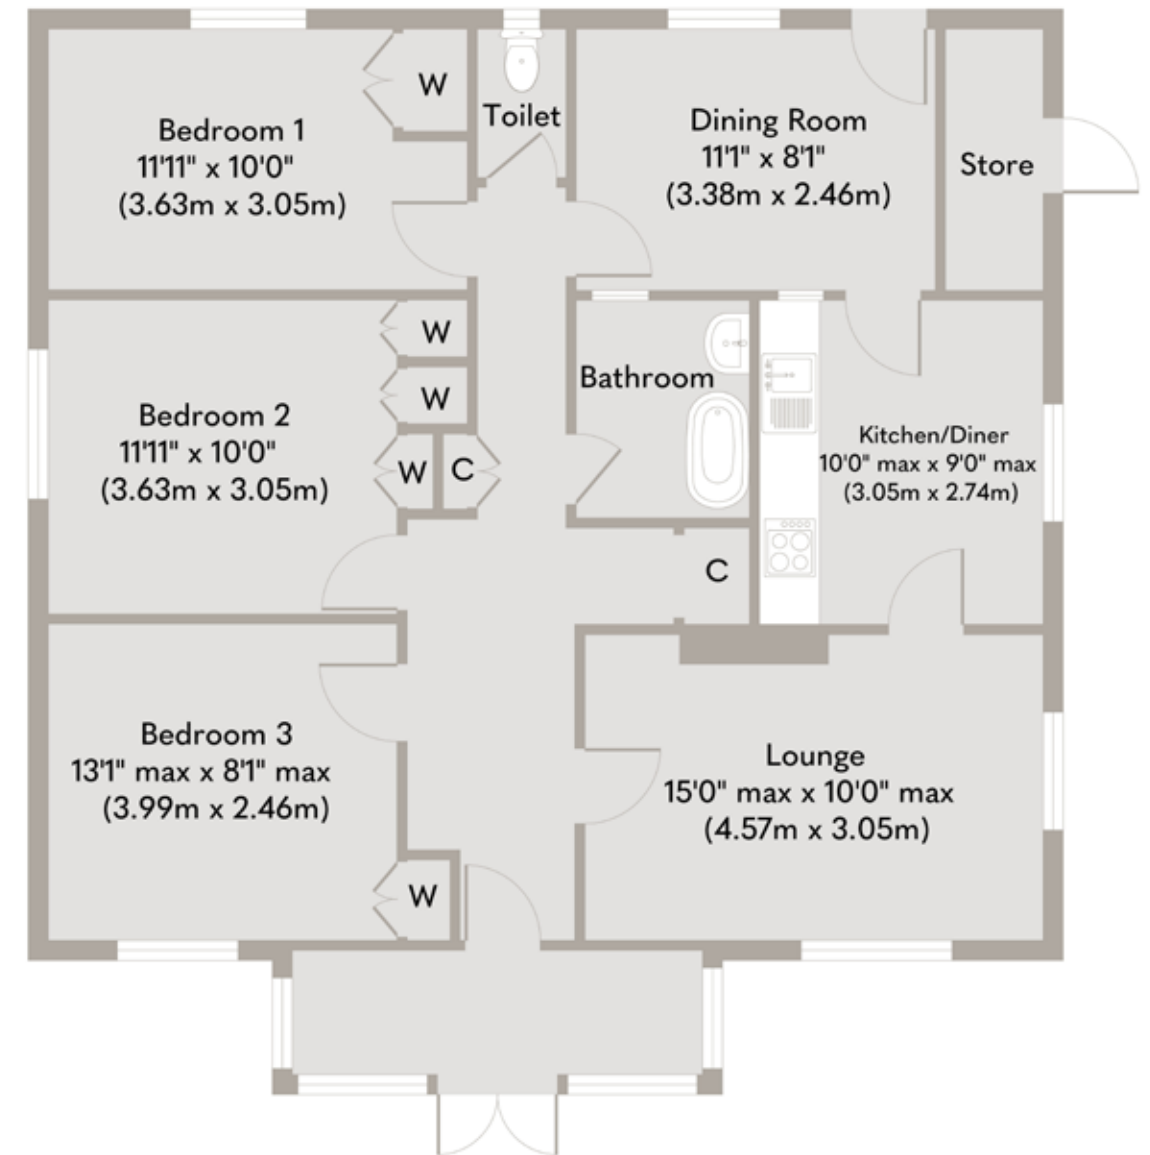 Bedroom 1
11'11" x 10'0"
(3.63m x 3.05m)
W
Toilet
Dining Room
11'1" x 8'1"
(3.38m x 2.46m)
Store
Bedroom 2
11'11" x 10'0"
(3.63m x 3.05m)
W
W
W
C
Bathroom
Kitchen/Diner
10'0" max x 9'0" max
(3.05m x 2.74m)
C
Bedroom 3
13'1" max x 8'1" max
(3.99m x 2.46m)
W
Lounge
15'0" max x 10'0" max
(4.57m x 3.05m)